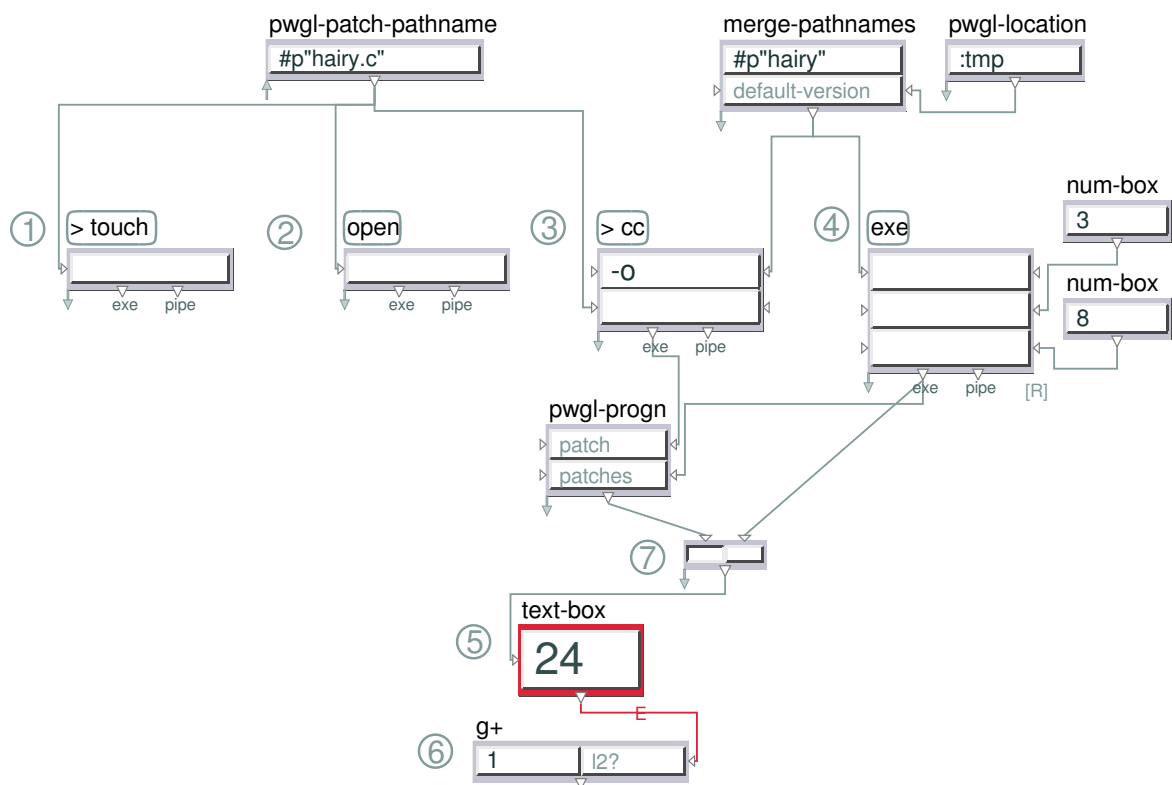 pwgl-patch-pathname
#p"hairy.c"
merge-pathnames
#p"hairy"
default-version
pwgl-location
:tmp
1
> touch
exe pipe
2
open
exe pipe
3
> cc
-o
exe pipe
4
exe
exe pipe [R]
num-box
3
num-box
8
pwgl-progn
patch
patches
7
5
text-box
24
E
6
g+
1 l2?